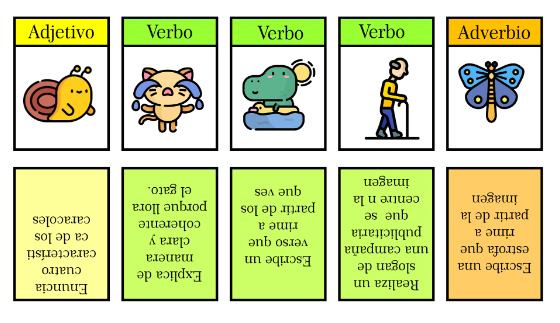 Adjetivo
Verbo
Verbo
Verbo
Adverbio
Enuncia
cuatro
característi
ca de los
caracoles
Explica de
manera
clara y
coherente
porque llora
el gato.
Escribe un
verso que
rime a
partir de los
que ves
Realiza un
slogan de
una campaña
publicitaria
que se
centre n la
imagen
Escribe una
estrofa que
rime a
partir de la
imagen